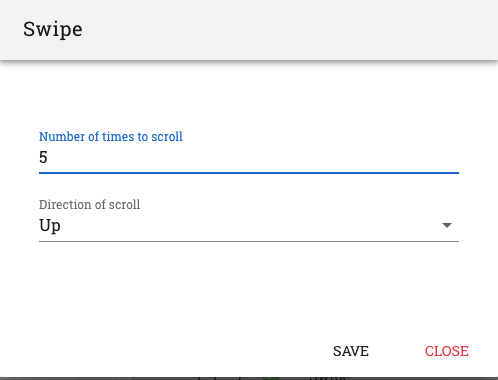 Swipe
Number of times to scroll
5
Direction of scroll
Up
SAVE
CLOSE